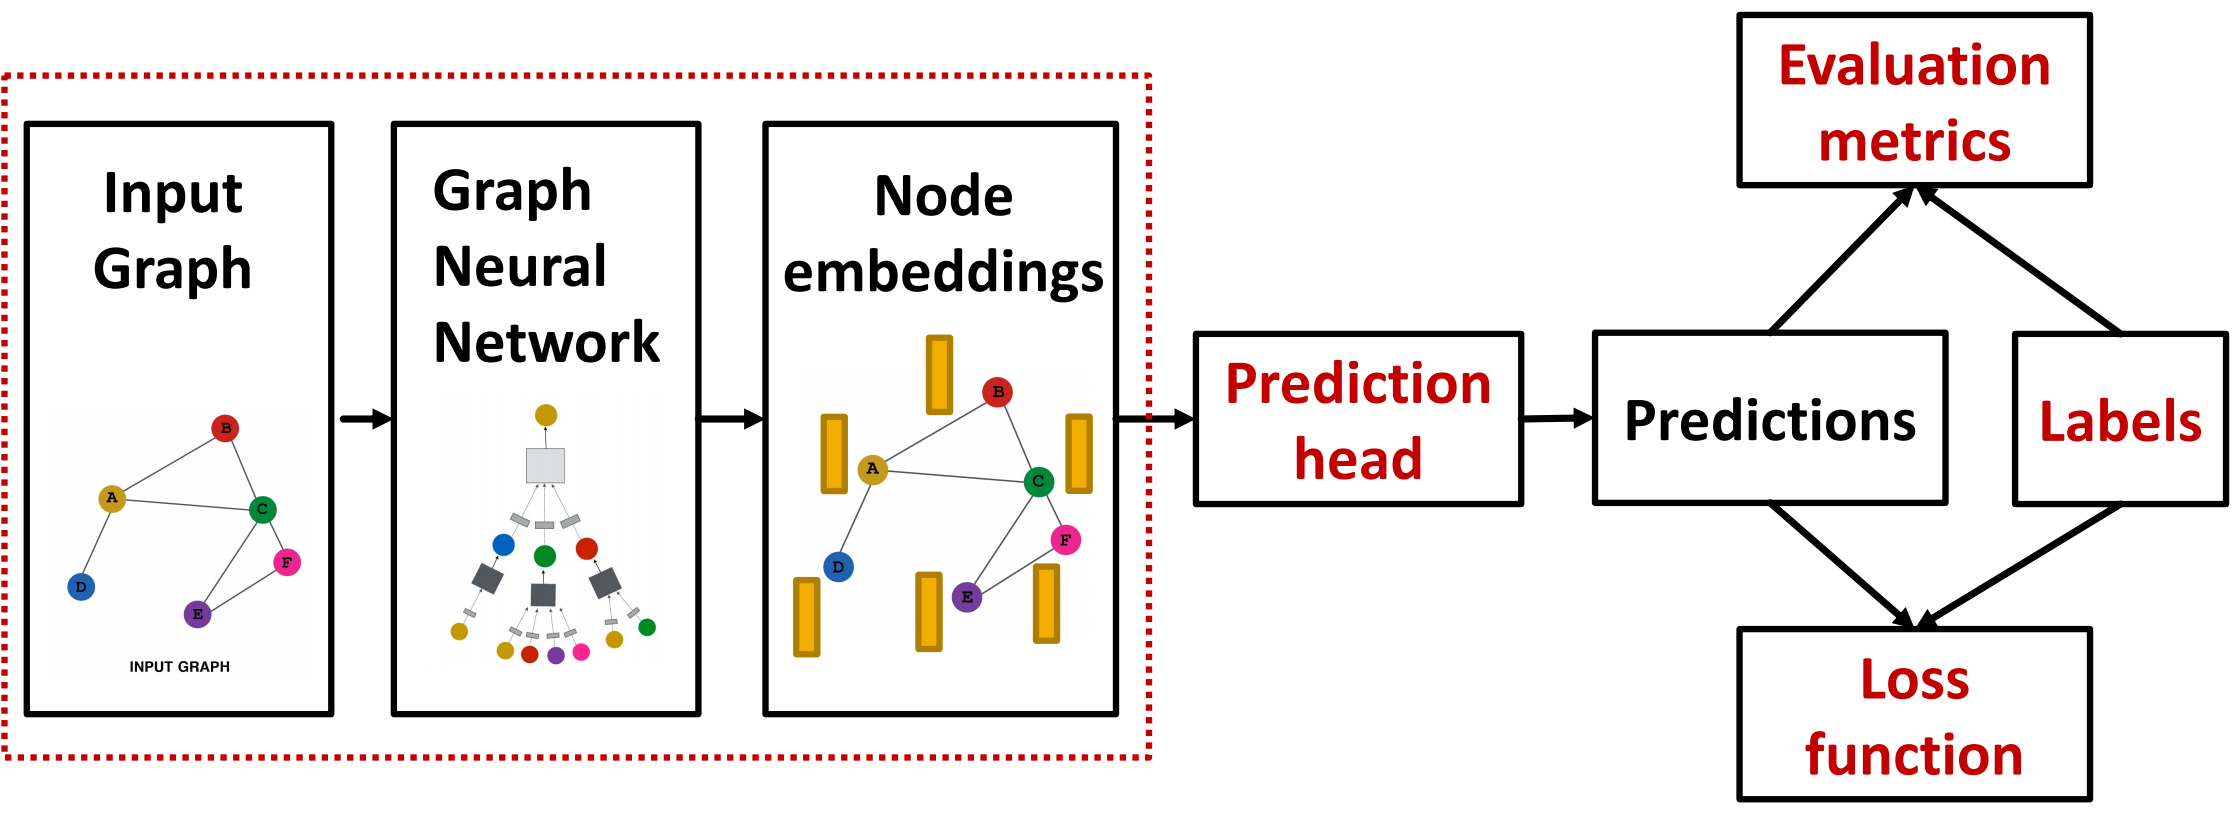 Input
Graph
B
A
C
F
D
E
INPUT GRAPH
Graph
Neural
Network
Node
embeddings
B
A
C
F
D
E
Prediction
head
Predictions
Labels
Evaluation
metrics
Loss
function